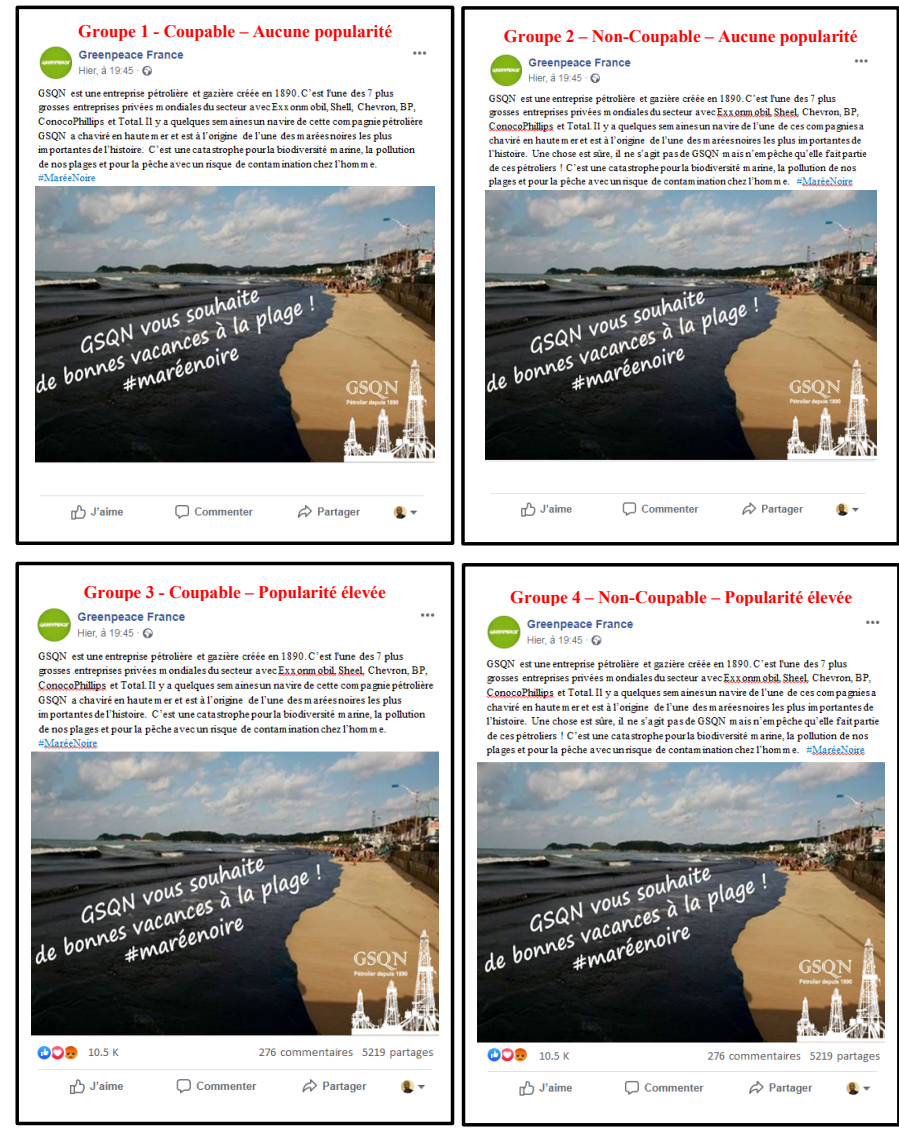 Groupe 1 - Coupable – Aucune popularité
Greenpeace France
Hier, à 19:45
GREENPEACE
GSQN est une entreprise pétrolière et gazière créée en 1890. C'est l'une des 7 plus
grosses entreprises privées mondiales du secteur avec Exxonmobil, Shell, Chevron, BP,
ConocoPhillips et Total. Il y a quelques semaines un navire de cette compagnie pétrolière
GSQN a chaviré en haute mer et est à l'origine de l'une des marées noires les plus
importantes de l'histoire. C'est une catastrophe pour la biodiversité marine, la pollution
de nos plages et pour la pêche avec un risque de contamination chez l'homme.
#MaréeNoire
GSQN vous souhaite
de bonnes vacances à la plage !
#maréenoire
GSQN
Pétrolier depuis 1890
J'aime Commenter Partager
Groupe 2 – Non-Coupable – Aucune popularité
Greenpeace France
Hier, à 19:45
GREENPEACE
GSQN est une entreprise pétrolière et gazière créée en 1890. C'est l'une des 7 plus
grosses entreprises privées mondiales du secteur avec Exxonmobil, Sheel, Chevron, BP,
ConocoPhillips et Total. Il y a quelques semaines un navire de l'une de ces compagnies a
chaviré en haute mer et est à l'origine de l'une des marées noires les plus importantes de
l'histoire. Une chose est sûre, il ne s'agit pas de GSQN mais n'empêche qu'elle fait partie
de ces pétroliers ! C'est une catastrophe pour la biodiversité marine, la pollution de nos
plages et pour la pêche avec un risque de contamination chez l'homme. #MaréeNoire
GSQN vous souhaite
de bonnes vacances à la plage !
#maréenoire
GSQN
Pétrolier depuis 1890
J'aime Commenter Partager
Groupe 3 - Coupable – Popularité élevée
Greenpeace France
Hier, à 19:45
GREENPEACE
GSQN est une entreprise pétrolière et gazière créée en 1890. C'est l'une des 7 plus
grosses entreprises privées mondiales du secteur avec Exxonmobil, Sheel, Chevron, BP,
ConocoPhillips et Total. Il y a quelques semaines un navire de cette compagnie pétrolière
GSQN a chaviré en haute mer et est à l'origine de l'une des marées noires les plus
importantes de l'histoire. C'est une catastrophe pour la biodiversité marine, la pollution
de nos plages et pour la pêche avec un risque de contamination chez l'homme.
#MaréeNoire
GSQN vous souhaite
de bonnes vacances à la plage !
#maréenoire
GSQN
Pétrolier depuis 1890
10.5 K 276 commentaires 5219 partages
J'aime Commenter Partager
Groupe 4 – Non-Coupable – Popularité élevée
Greenpeace France
Hier, à 19:45
GREENPEACE
GSQN est une entreprise pétrolière et gazière créée en 1890. C'est l'une des 7 plus
grosses entreprises privées mondiales du secteur avec Exxonmobil, Sheel, Chevron, BP,
ConocoPhillips et Total. Il y a quelques semaines un navire de l'une de ces compagnies a
chaviré en haute mer et est à l'origine de l'une des marées noires les plus importantes de
l'histoire. Une chose est sûre, il ne s'agit pas de GSQN mais n'empêche qu'elle fait partie
de ces pétroliers ! C'est une catastrophe pour la biodiversité marine, la pollution de nos
plages et pour la pêche avec un risque de contamination chez l'homme. #MaréeNoire
GSQN vous souhaite
de bonnes vacances à la plage !
#maréenoire
GSQN
Pétrolier depuis 1890
10.5 K 276 commentaires 5219 partages
J'aime Commenter Partager